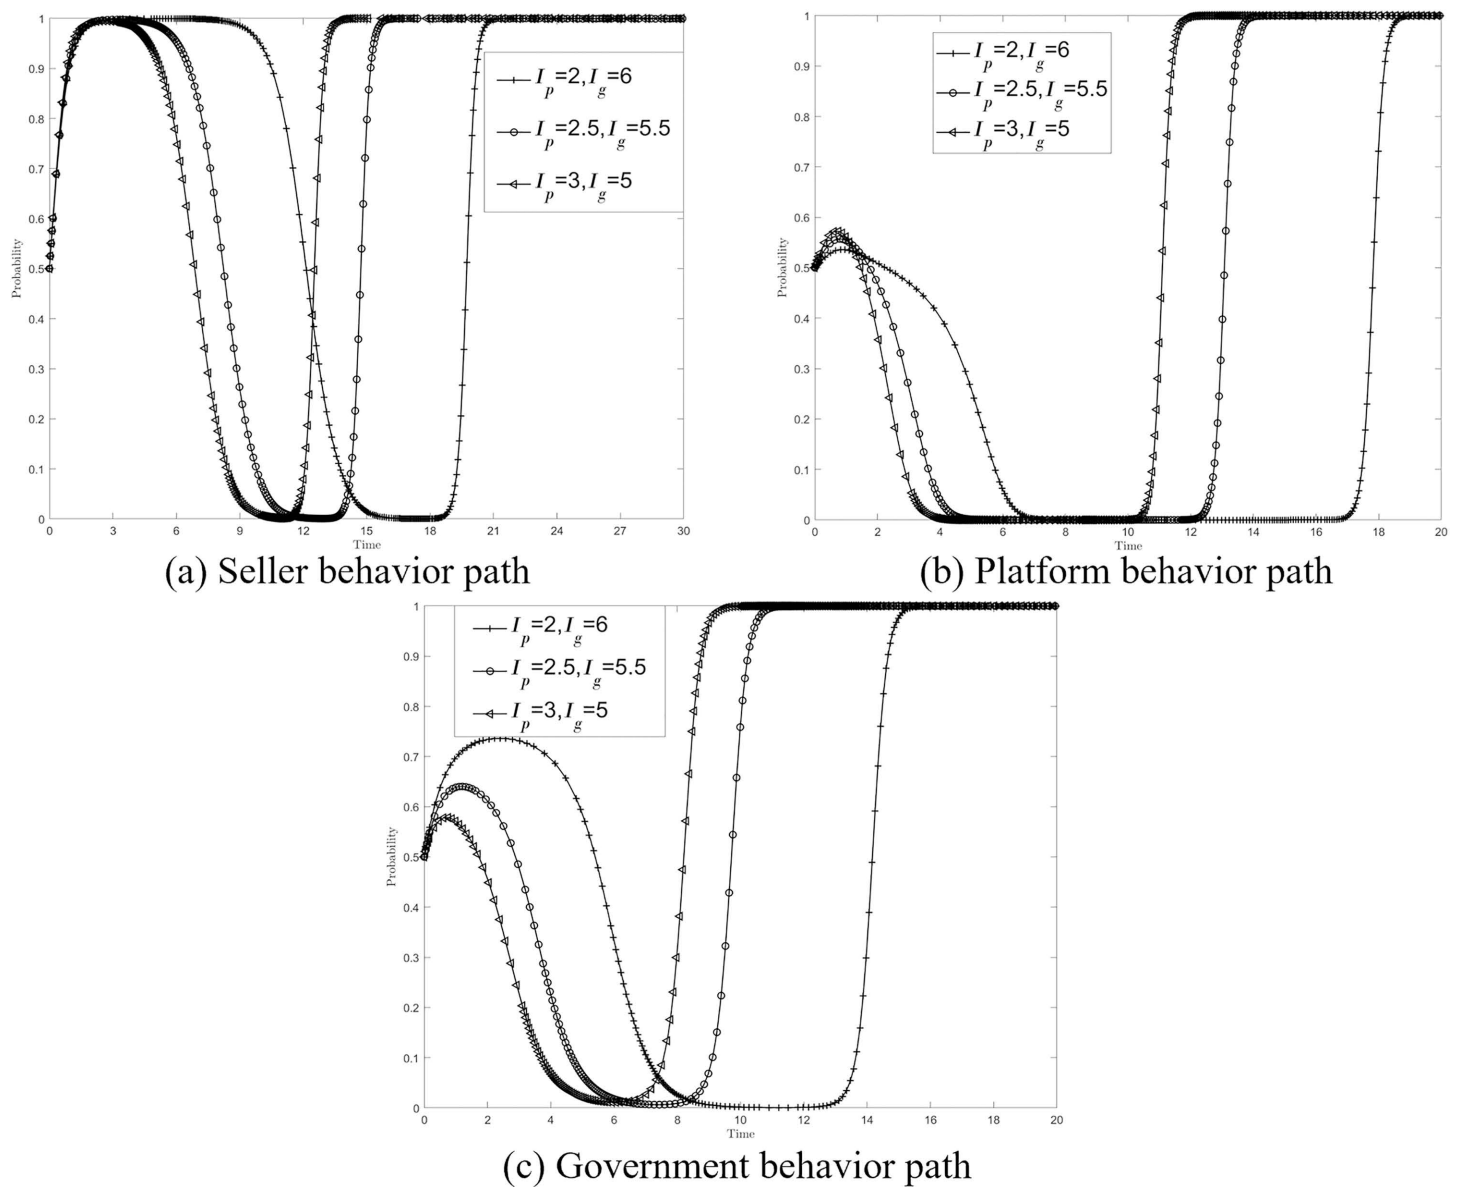 1
0.9
0.8
0.7
0.6
0.5
0.4
0.3
0.2
0.1
0
Probability
I_p=2,I_g=6
I_p=2.5,I_g=5.5
I_p=3,I_g=5
0 3 6 9 12 15 18 21 24 27 30
Time
(a) Seller behavior path
1
0.9
0.8
0.7
0.6
0.5
0.4
0.3
0.2
0.1
0
Probability
I_p=2,I_g=6
I_p=2.5,I_g=5.5
I_p=3,I_g=5
0 2 4 6 8 10 12 14 16 18 20
Time
(b) Platform behavior path
1
0.9
0.8
0.7
0.6
0.5
0.4
0.3
0.2
0.1
0
Probability
I_p=2,I_g=6
I_p=2.5,I_g=5.5
I_p=3,I_g=5
0 2 4 6 8 10 12 14 16 18 20
Time
(c) Government behavior path